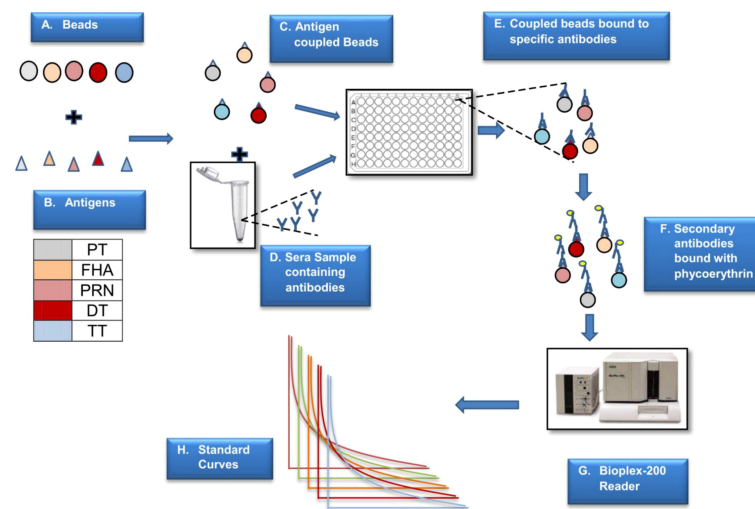 A. Beads
C. Antigen
coupled Beads
E. Coupled beads bound to
specific antibodies
A
B
C
D
E
F
G
H
B. Antigens
PT
FHA
PRN
DT
TT
D. Sera Sample
containing
antibodies
F. Secondary
antibodies
bound with
phycoerythrin
H. Standard
Curves
G. Bioplex-200
Reader